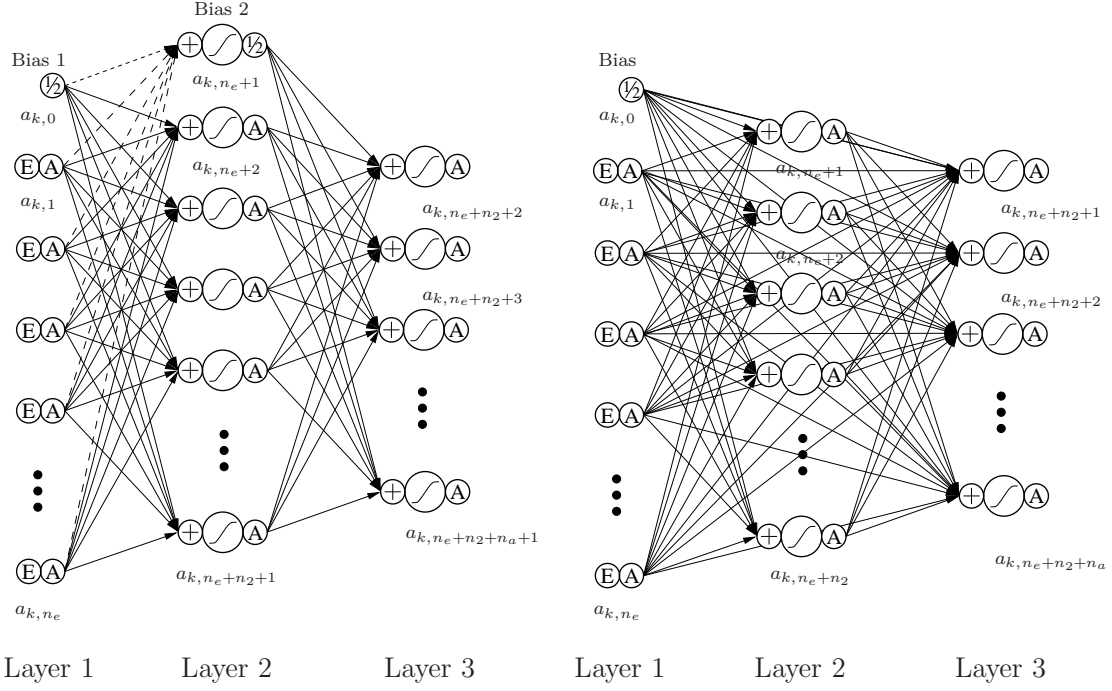 Bias 2
Bias 1
+ ½
½
a_{k,n_e+1}
a_{k,0}
+ A
E A
a_{k,n_e+2}
+ A
a_{k,1}
+ A
a_{k,n_e+n_2+2}
E A
+ A
+ A
a_{k,n_e+n_2+3}
E A
+ A
+ A
E A
+ A
+ A
a_{k,n_e+n_2+n_a+1}
E A
a_{k,n_e+n_2+1}
a_{k,n_e}
Layer 1 Layer 2 Layer 3
Bias
½
a_{k,0}
+ A
E A
a_{k,n_e+1}
+ A
a_{k,1}
+ A
a_{k,n_e+n_2+1}
E A
a_{k,n_e+2}
+ A
+ A
a_{k,n_e+n_2+2}
E A
+ A
+ A
E A
+ A
+ A
a_{k,n_e+n_2+n_a}
E A
a_{k,n_e+n_2}
a_{k,n_e}
Layer 1 Layer 2 Layer 3